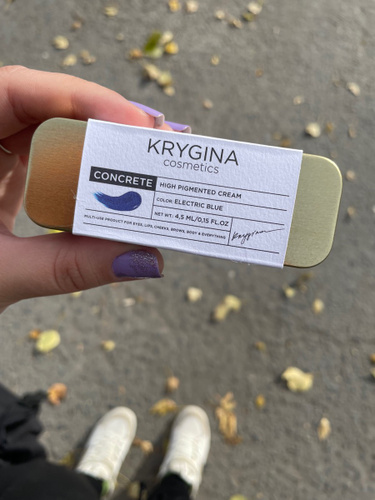 KRYGINA
cosmetics
CONCRETE
HIGH PIGMENTED CREAM
COLOR: ELECTRIC BLUE
NET WT: 4,5 ML/0.15 FL.OZ
MULTI-USE PRODUCT FOR EYES, LIPS, CHEEKS, BROWS, BODY & EVERYTHING
Krygina